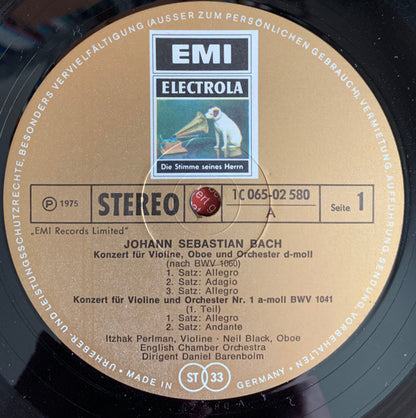 EMI
ELECTROLA
Die Stimme seines Herrn
Ⓟ 1975
STEREO
1C 065-02 580
A
Seite 1
„EMI Records Limited"
JOHANN SEBASTIAN BACH
Konzert für Violine, Oboe und Orchester d-moll
(nach BWV 1060)
1. Satz: Allegro
2. Satz: Adagio
3. Satz: Allegro
Konzert für Violine und Orchester Nr. 1 a-moll BWV 1041
(1. Teil)
1. Satz: Allegro
2. Satz: Andante
Itzhak Perlman, Violine · Neil Black, Oboe
English Chamber Orchestra
Dirigent Daniel Barenboim
MADE IN ST 33 GERMANY
URHEBER- UND LEISTUNGSSCHUTZRECHTE, BESONDERS VERVIELFÄLTIGUNG (AUSSER ZUM PERSÖNLICHEN GEBRAUCH), VERMIETUNG, AUFFÜHRUNG, SENDUNG VORBEHALTEN